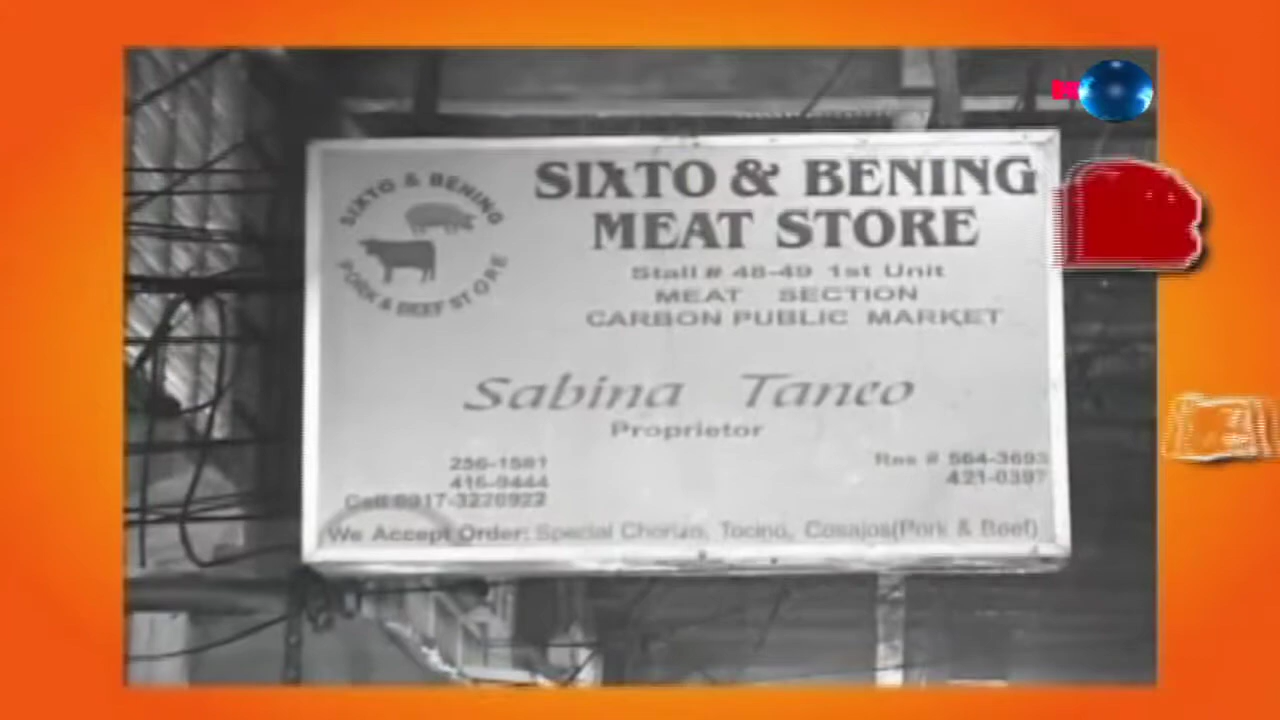 SIXTO & BENING
PORK & BEEF STORE
SIXTO & BENING
MEAT STORE
Stall # 48-49 1st Unit
MEAT SECTION
CARBON PUBLIC MARKET
Sabina Taneo
Proprietor
256-1581
416-9444
Cell 0917-3220922
Res # 564-3693
421-0397
We Accept Order: Special Chorizo, Tocino, Cosajos(Pork & Beef)